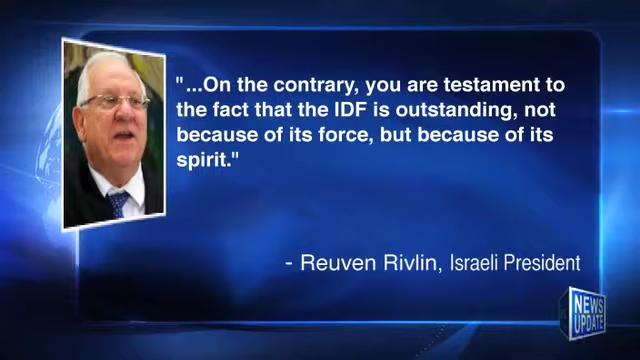 "...On the contrary, you are testament to
the fact that the IDF is outstanding, not
because of its force, but because of its
spirit."
- Reuven Rivlin, Israeli President
NEWS
UPDATE